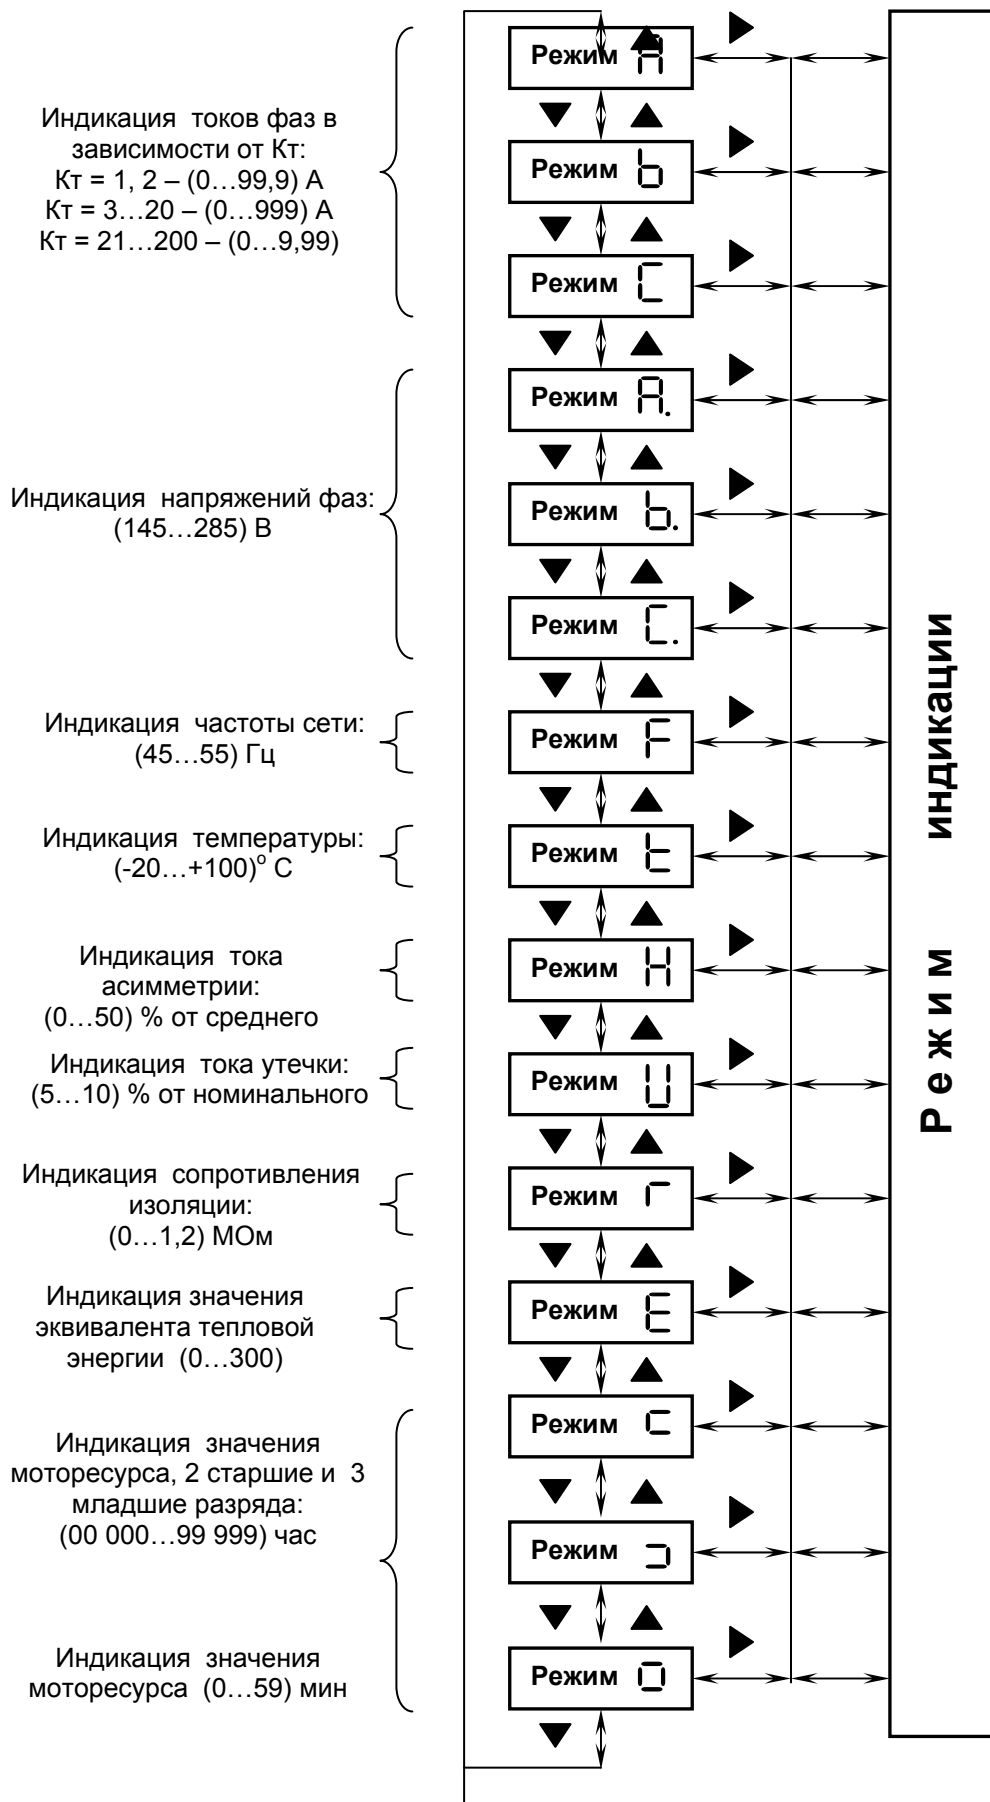 Режим A
Индикация токов фаз в
зависимости от Кт:
Кт = 1, 2 – (0…99,9) А
Кт = 3…20 – (0…999) А
Кт = 21…200 – (0…9,99)
Режим b
Режим C
Режим A.
Индикация напряжений фаз:
(145…285) В
Режим b.
Режим C.
Индикация частоты сети:
(45…55) Гц
Режим F
Индикация температуры:
(-20…+100)о С
Режим t
Индикация тока
асимметрии:
(0…50) % от среднего
Режим H
Индикация тока утечки:
(5…10) % от номинального
Режим U
Индикация сопротивления
изоляции:
(0…1,2) МОм
Режим г
Индикация значения
эквивалента тепловой
энергии (0…300)
Режим E
Режим c
Индикация значения
моторесурса, 2 старшие и 3
младшие разряда:
(00 000…99 999) час
Режим ɔ
Индикация значения
моторесурса (0…59) мин
Режим o
Режим индикации